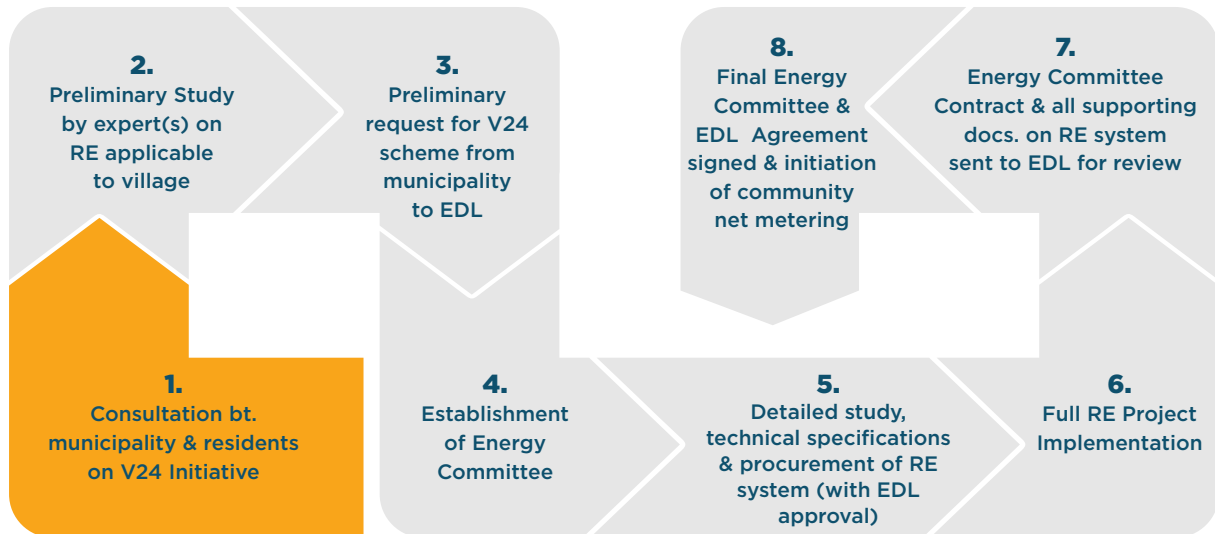 1.
Consultation bt.
municipality & residents
on V24 Initiative
2.
Preliminary Study
by expert(s) on
RE applicable
to village
3.
Preliminary
request for V24
scheme from
municipality
to EDL
4.
Establishment
of Energy
Committee
5.
Detailed study,
technical specifications
& procurement of RE
system (with EDL
approval)
6.
Full RE Project
Implementation
7.
Energy Committee
Contract & all supporting
docs. on RE system
sent to EDL for review
8.
Final Energy
Committee &
EDL Agreement
signed & initiation
of community
net metering